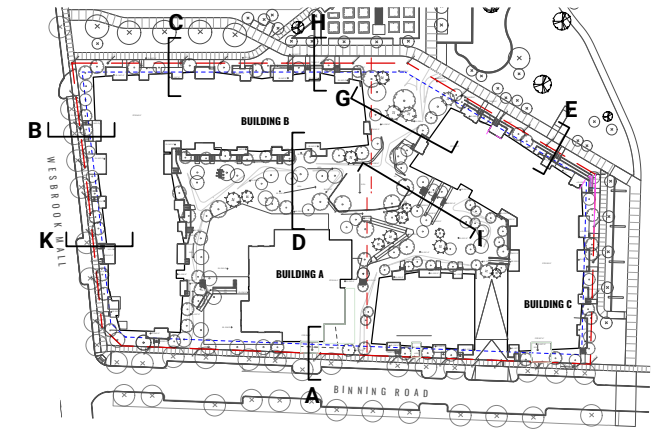 C
H
G
E
B
BUILDING B
WESBROOK MALL
K
D
I
BUILDING A
BUILDING C
A
BINNING ROAD